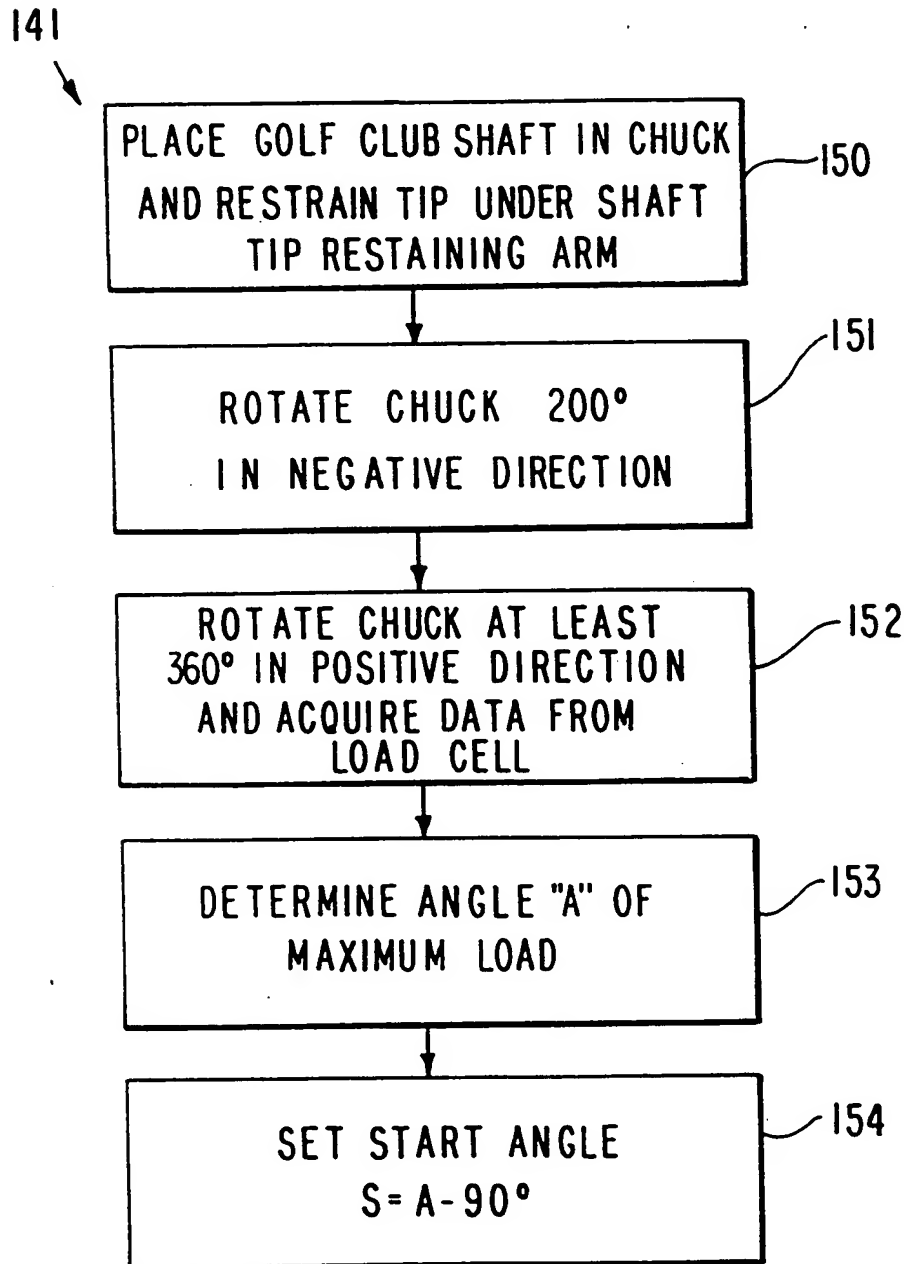 141
PLACE GOLF CLUB SHAFT IN CHUCK
AND RESTRAIN TIP UNDER SHAFT
TIP RESTAINING ARM
150
ROTATE CHUCK 200°
IN NEGATIVE DIRECTION
151
ROTATE CHUCK AT LEAST
360° IN POSITIVE DIRECTION
AND ACQUIRE DATA FROM
LOAD CELL
152
DETERMINE ANGLE "A" OF
MAXIMUM LOAD
153
SET START ANGLE
S=A-90°
154